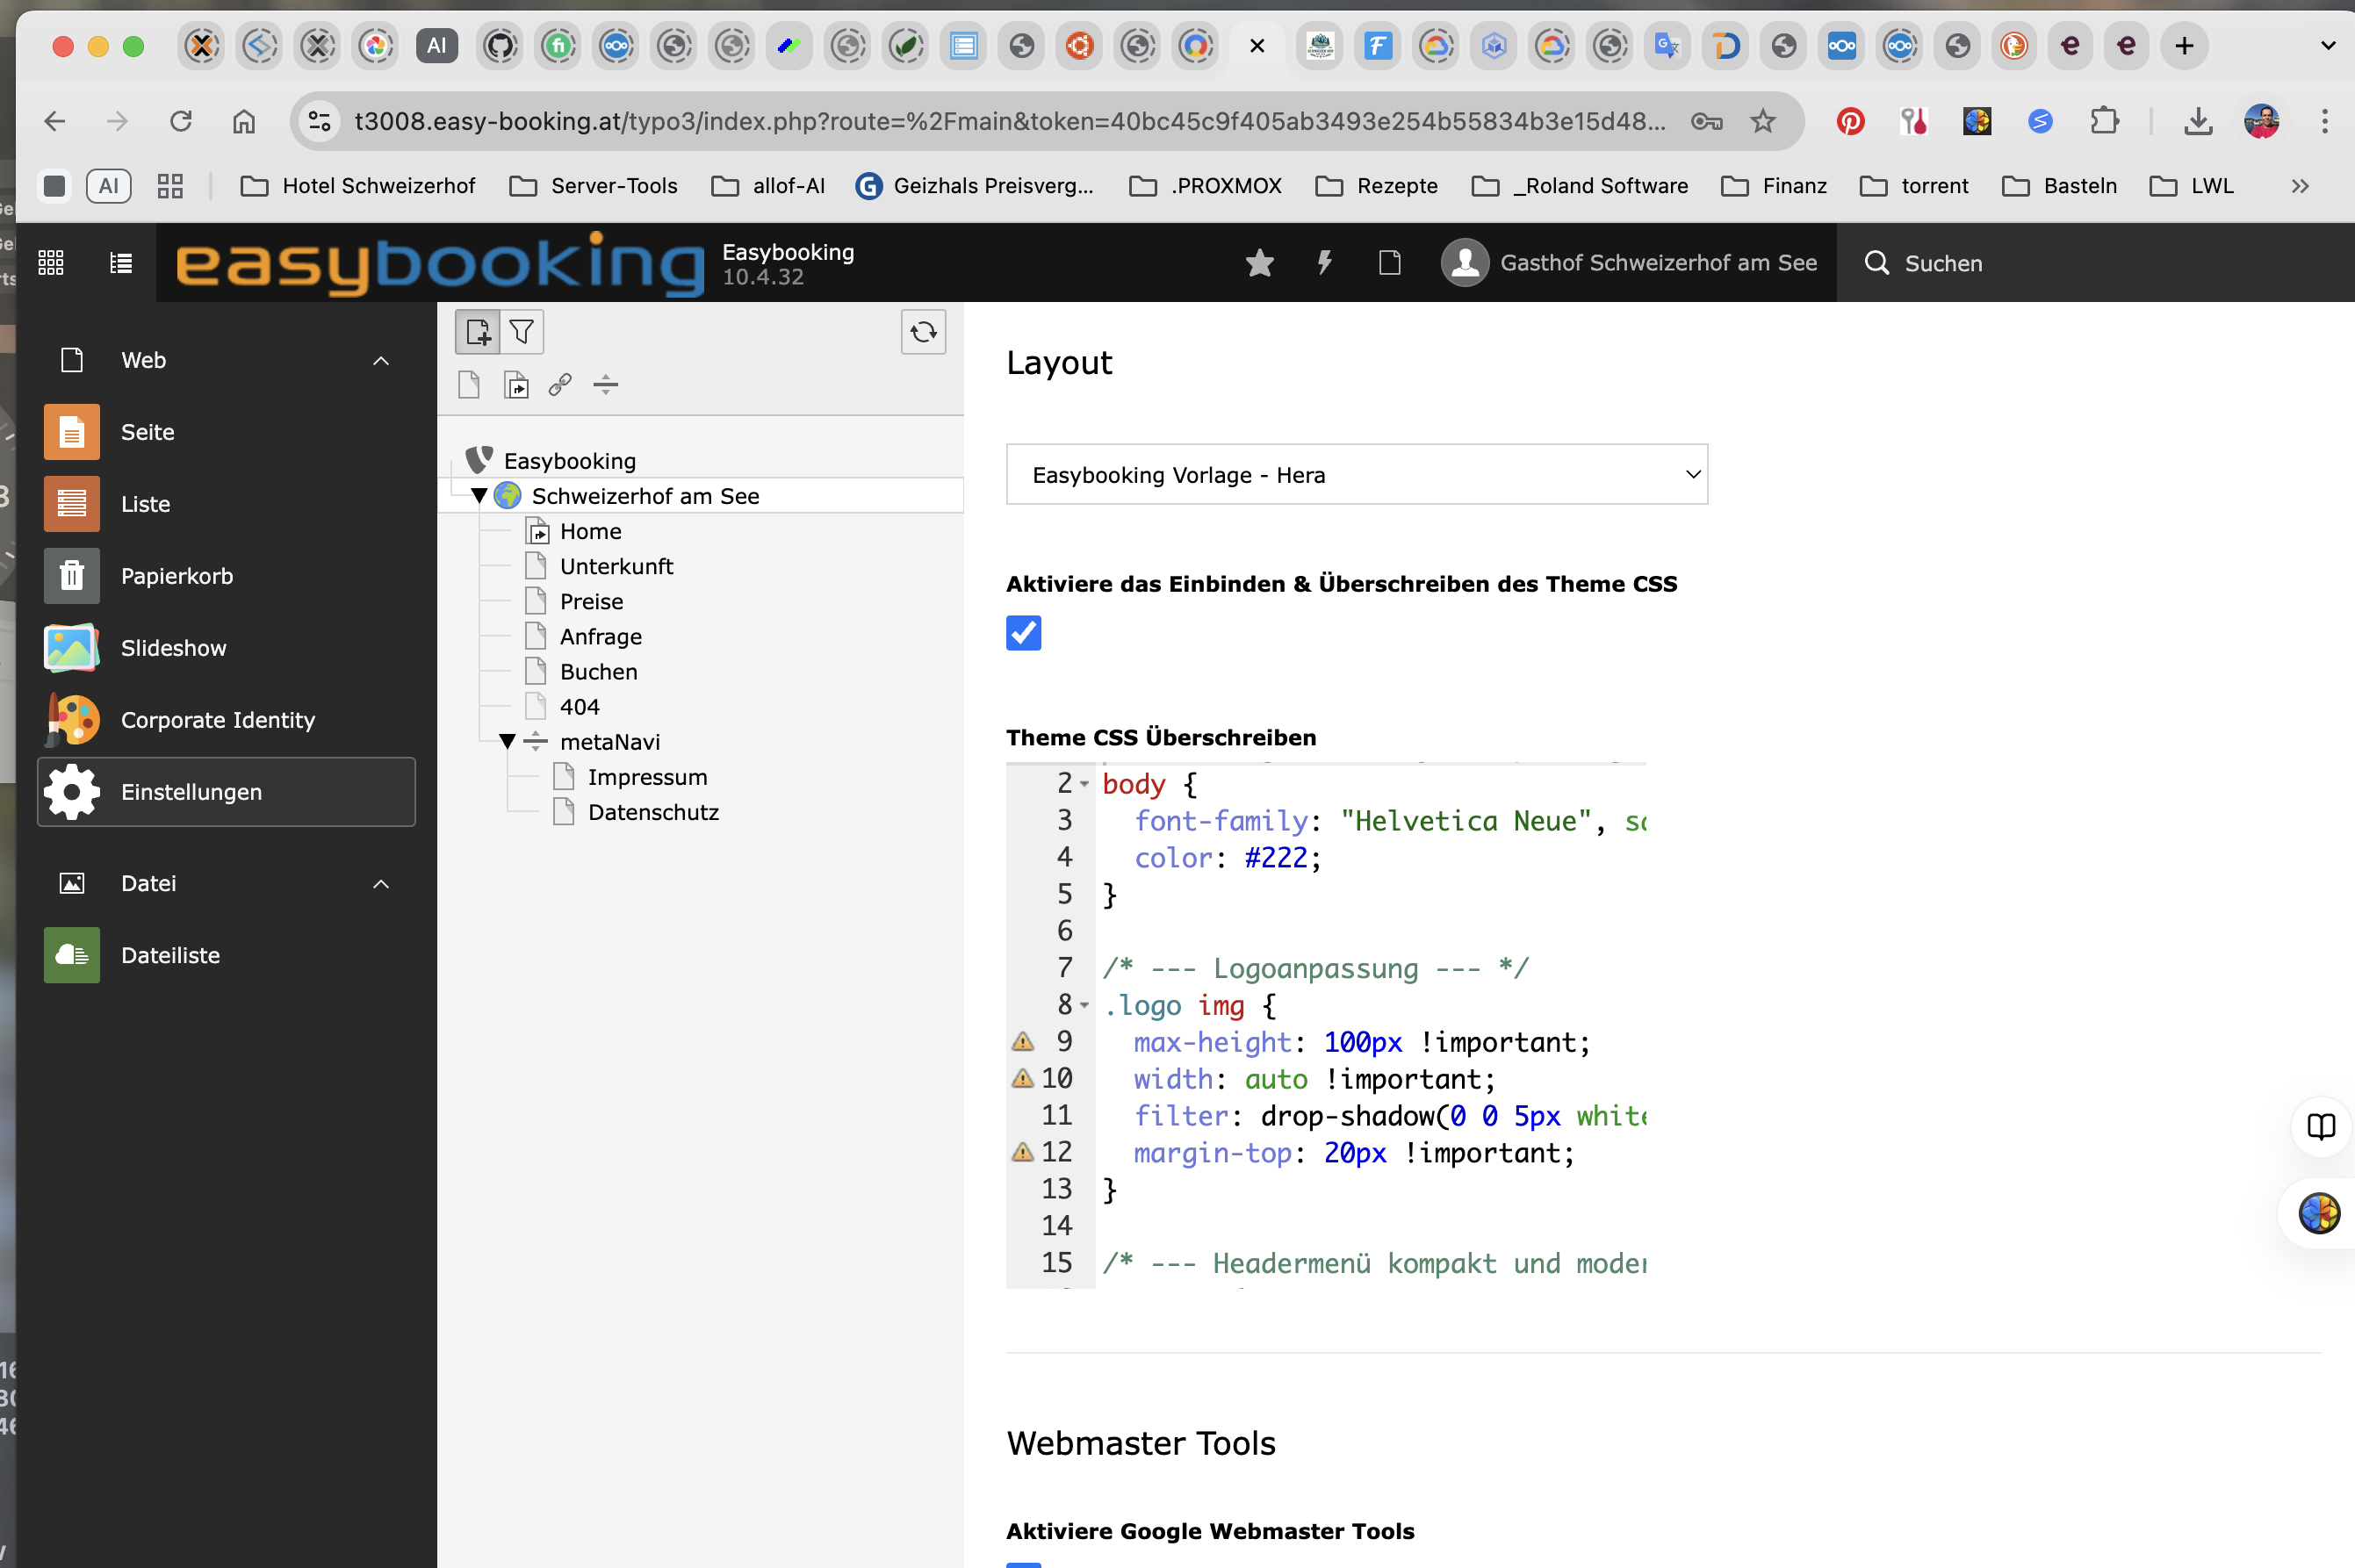 AI
t3008.easy-booking.at/typo3/index.php?route=%2Fmain&token=40bc45c9f405ab3493e254b55834b3e15d48...
AI
Hotel Schweizerhof
Server-Tools
allof-AI
Geizhals Preisverg...
.PROXMOX
Rezepte
_Roland Software
Finanz
torrent
Basteln
LWL
easybooking
Easybooking
10.4.32
Gasthof Schweizerhof am See
Suchen
Web
Seite
Liste
Papierkorb
Slideshow
Corporate Identity
Einstellungen
Datei
Dateiliste
Easybooking
Schweizerhof am See
Home
Unterkunft
Preise
Anfrage
Buchen
404
metaNavi
Impressum
Datenschutz
Layout
Easybooking Vorlage - Hera
Aktiviere das Einbinden & Überschreiben des Theme CSS
Theme CSS Überschreiben
2 body {
3 font-family: "Helvetica Neue", sa
4 color: #222;
5 }
6
7 /* --- Logoanpassung --- */
8 .logo img {
9 max-height: 100px !important;
10 width: auto !important;
11 filter: drop-shadow(0 0 5px white
12 margin-top: 20px !important;
13 }
14
15 /* --- Headermenü kompakt und moder
Webmaster Tools
Aktiviere Google Webmaster Tools